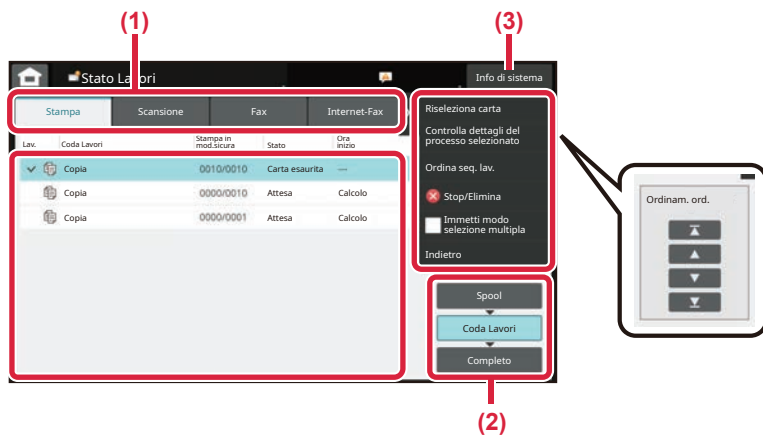 (1)
(3)
Stato Lavori
Info di sistema
Stampa
Scansione
Fax
Internet-Fax
Lav.
Coda Lavori
Stampa in
mod.sicura
Stato
Ora
inizio
Copia
0010/0010
Carta esaurita
—
Copia
0000/0010
Attesa
Calcolo
Copia
0000/0001
Attesa
Calcolo
Riseleziona carta
Controlla dettagli del
processo selezionato
Ordina seq. lav.
Stop/Elimina
Immetti modo
selezione multipla
Indietro
Spool
Coda Lavori
Completo
Ordinam. ord.
(2)